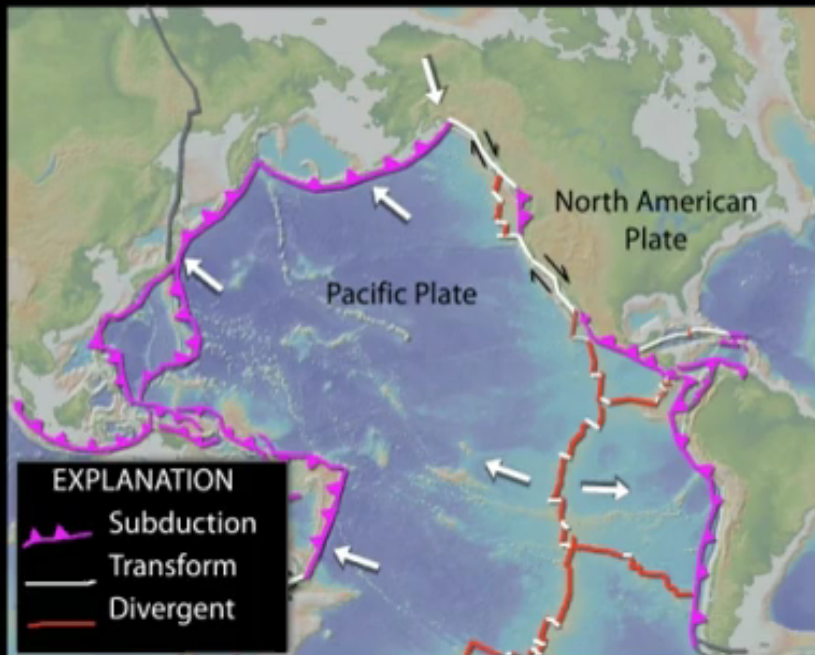 North American
Plate
Pacific Plate
EXPLANATION
Subduction
Transform
Divergent